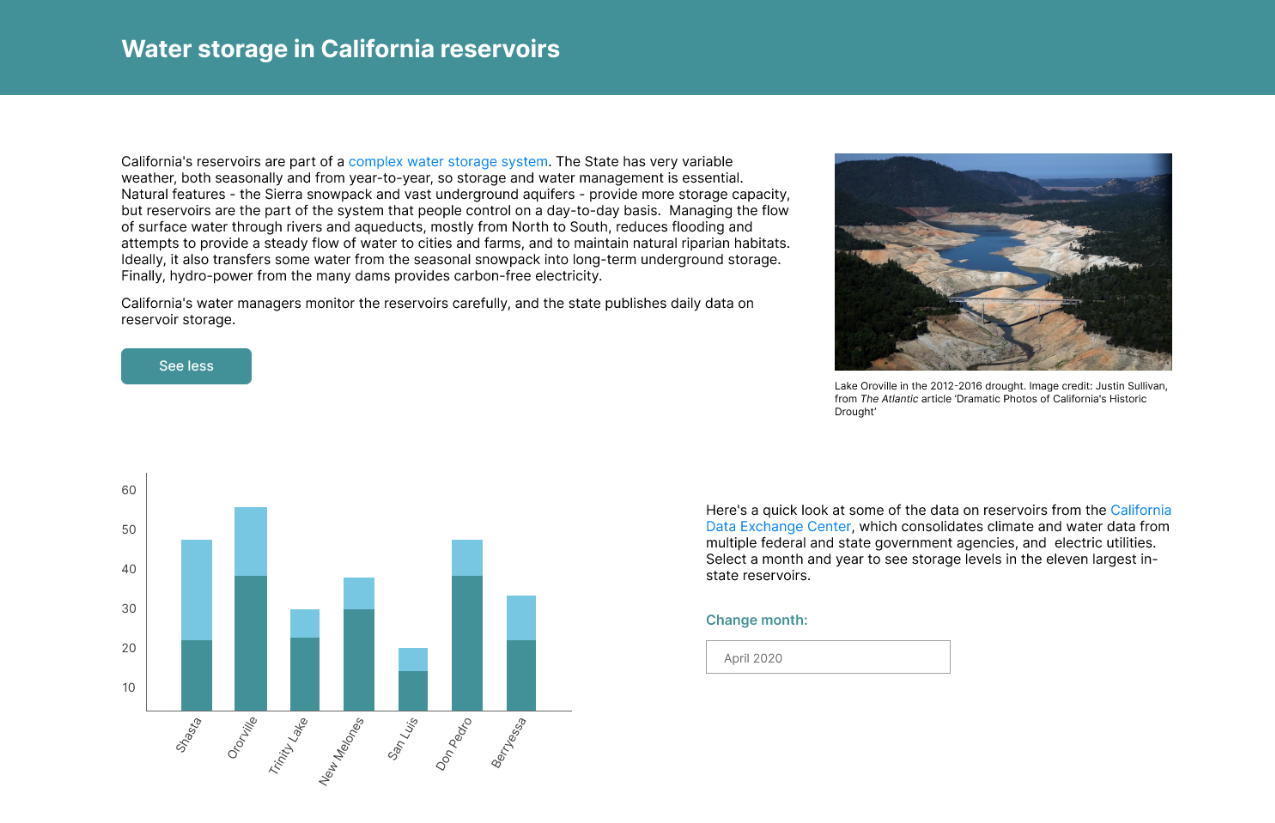 Water storage in California reservoirs
California's reservoirs are part of a complex water storage system. The State has very variable
weather, both seasonally and from year-to-year, so storage and water management is essential.
Natural features - the Sierra snowpack and vast underground aquifers - provide more storage capacity,
but reservoirs are the part of the system that people control on a day-to-day basis.  Managing the flow
of surface water through rivers and aqueducts, mostly from North to South, reduces flooding and
attempts to provide a steady flow of water to cities and farms, and to maintain natural riparian habitats.
Ideally, it also transfers some water from the seasonal snowpack into long-term underground storage.
Finally, hydro-power from the many dams provides carbon-free electricity.
California's water managers monitor the reservoirs carefully, and the state publishes daily data on
reservoir storage.
See less
Lake Oroville in the 2012-2016 drought. Image credit: Justin Sullivan,
from The Atlantic article ‘Dramatic Photos of California's Historic
Drought’
60
50
40
30
20
10
Shasta
Ororville
Trinity Lake
New Melones
San Luis
Don Pedro
Berryessa
Here's a quick look at some of the data on reservoirs from the California
Data Exchange Center, which consolidates climate and water data from
multiple federal and state government agencies, and  electric utilities.
Select a month and year to see storage levels in the eleven largest in-
state reservoirs.
Change month:
April 2020